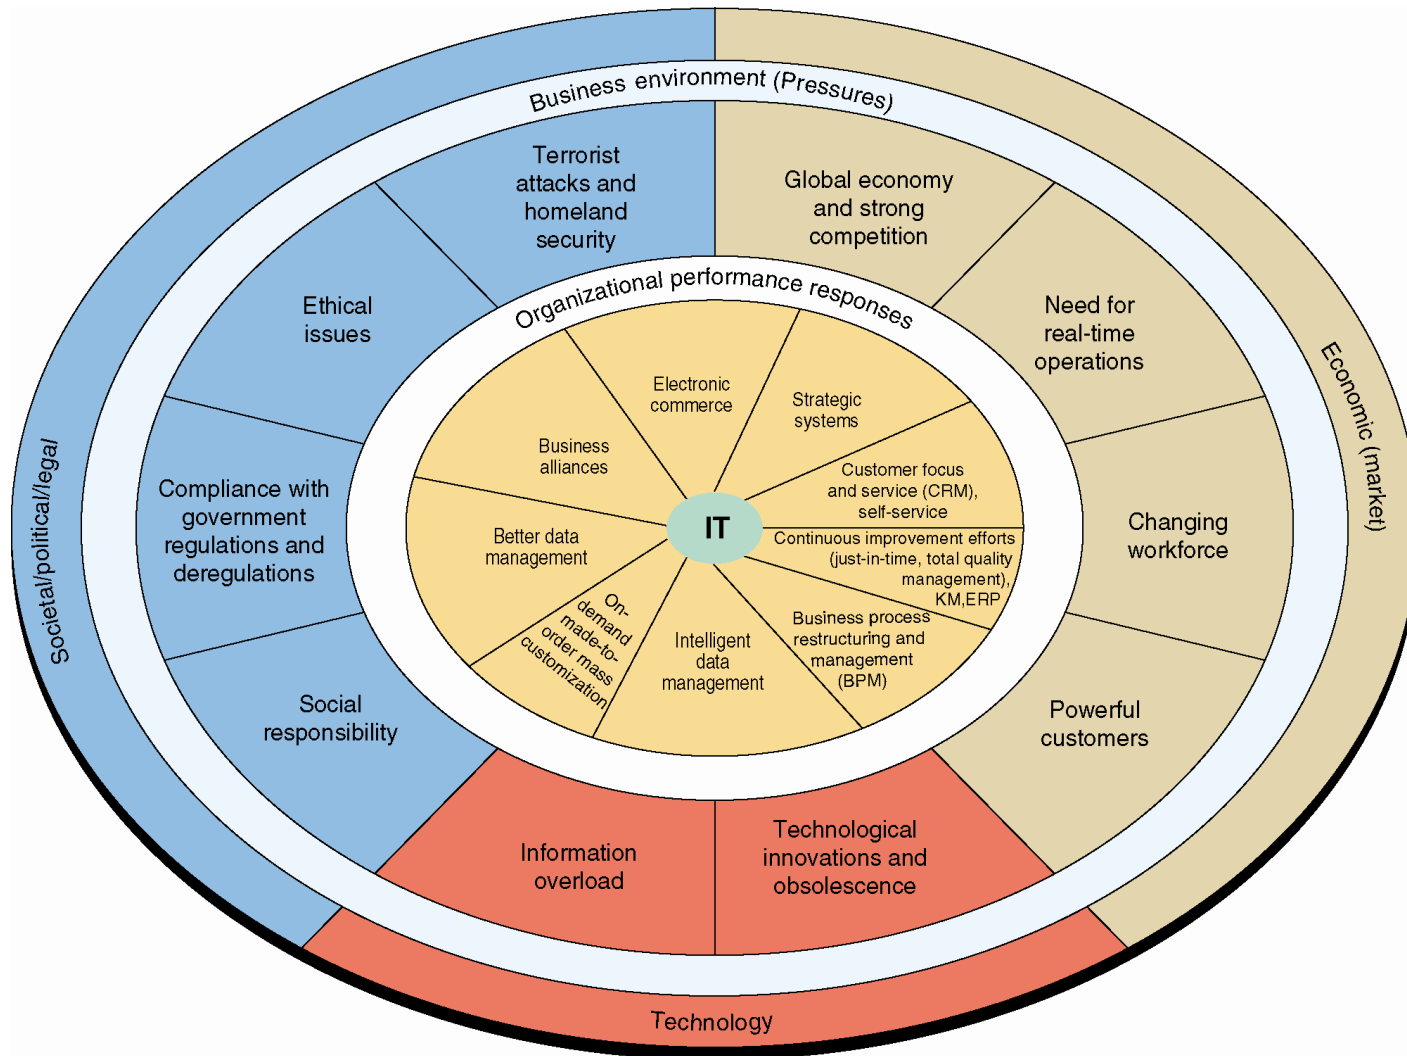 Business environment (Pressures)
Terrorist
attacks and
homeland
security
Global economy
and strong
competition
Ethical
issues
Need for
real-time
operations
Organizational performance responses
Economic (market)
Societal/political/legal
Electronic
commerce
Strategic
systems
Business
alliances
Customer focus
and service (CRM),
self-service
Compliance with
government
regulations and
deregulations
Better data
management
IT
Changing
workforce
Continuous improvement efforts
(just-in-time, total quality
management),
KM,ERP
On-
demand
made-to-
order mass
customization
Intelligent
data
management
Business process
restructuring and
management
(BPM)
Social
responsibility
Powerful
customers
Information
overload
Technological
innovations and
obsolescence
Technology